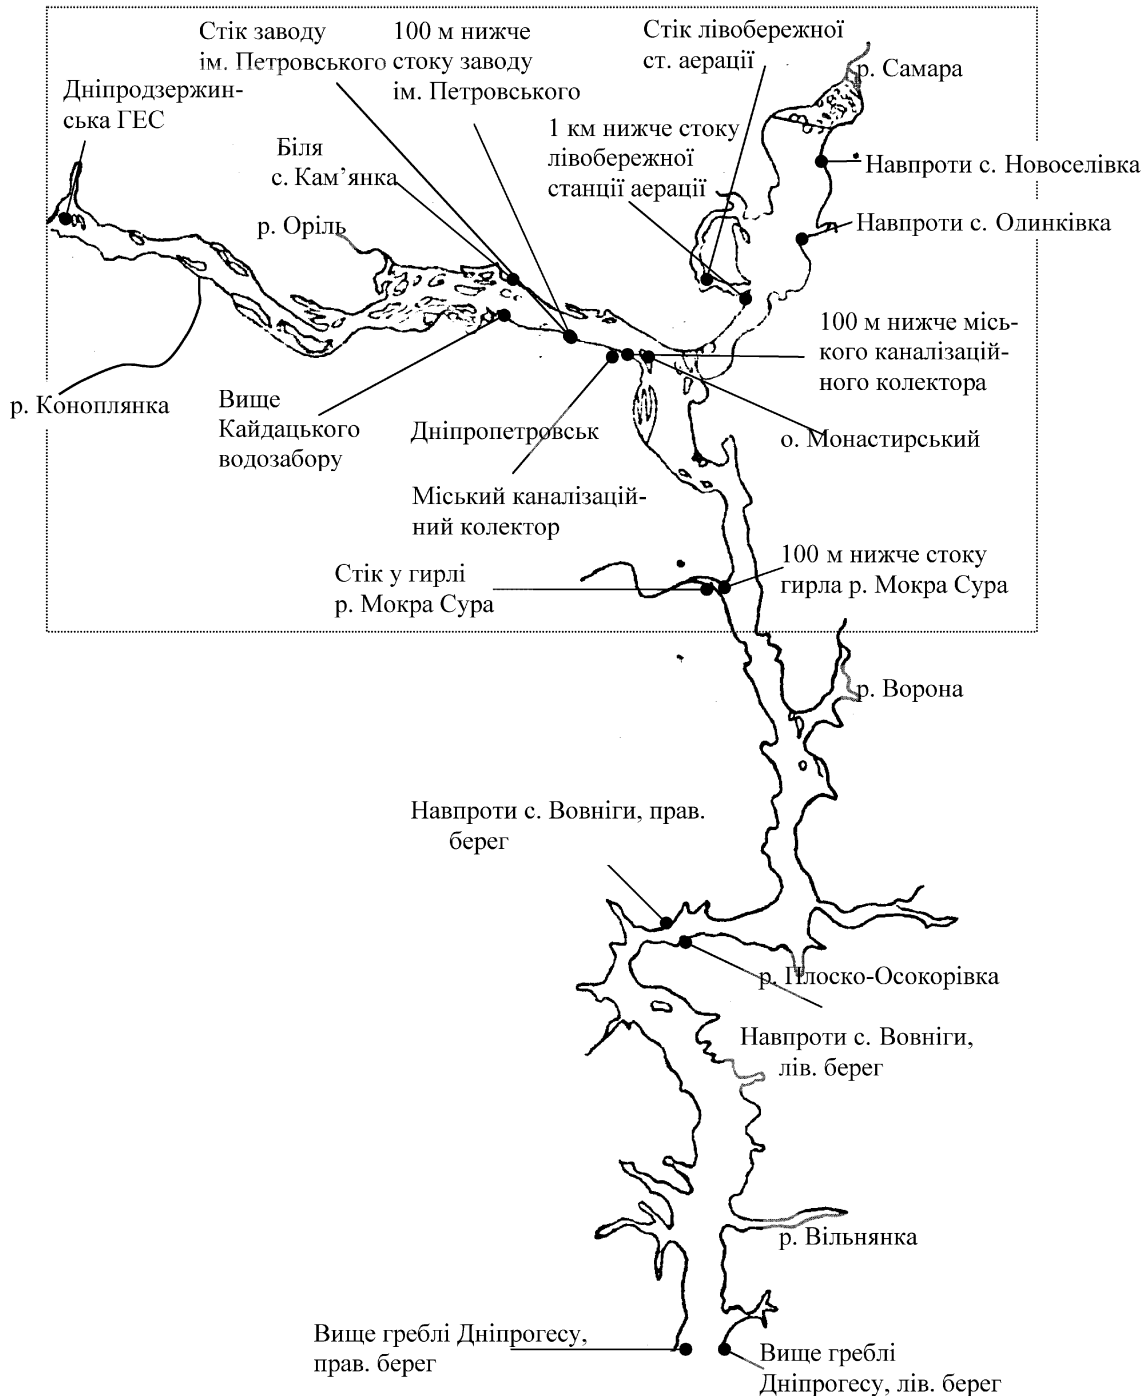 Стік заводу
ім. Петровського
100 м нижче
стоку заводу
ім. Петровського
Стік лівобережної
ст. аерації
р. Самара
Дніпродзержин-
ська ГЕС
1 км нижче стоку
лівобережної
станції аерації
Біля
с. Кам’янка
Навпроти с. Новоселівка
р. Оріль
Навпроти с. Одинківка
100 м нижче місь-
кого каналізацій-
ного колектора
р. Коноплянка
Вище
Кайдацького
водозабору
Дніпропетровськ
о. Монастирський
Міський каналізацій-
ний колектор
100 м нижче стоку
гирла р. Мокра Сура
Стік у гирлі
р. Мокра Сура
р. Ворона
Навпроти с. Вовніги, прав.
берег
р. Плоско-Осокорівка
Навпроти с. Вовніги,
лів. берег
р. Вільнянка
Вище греблі Дніпрогесу,
прав. берег
Вище греблі
Дніпрогесу, лів. берег